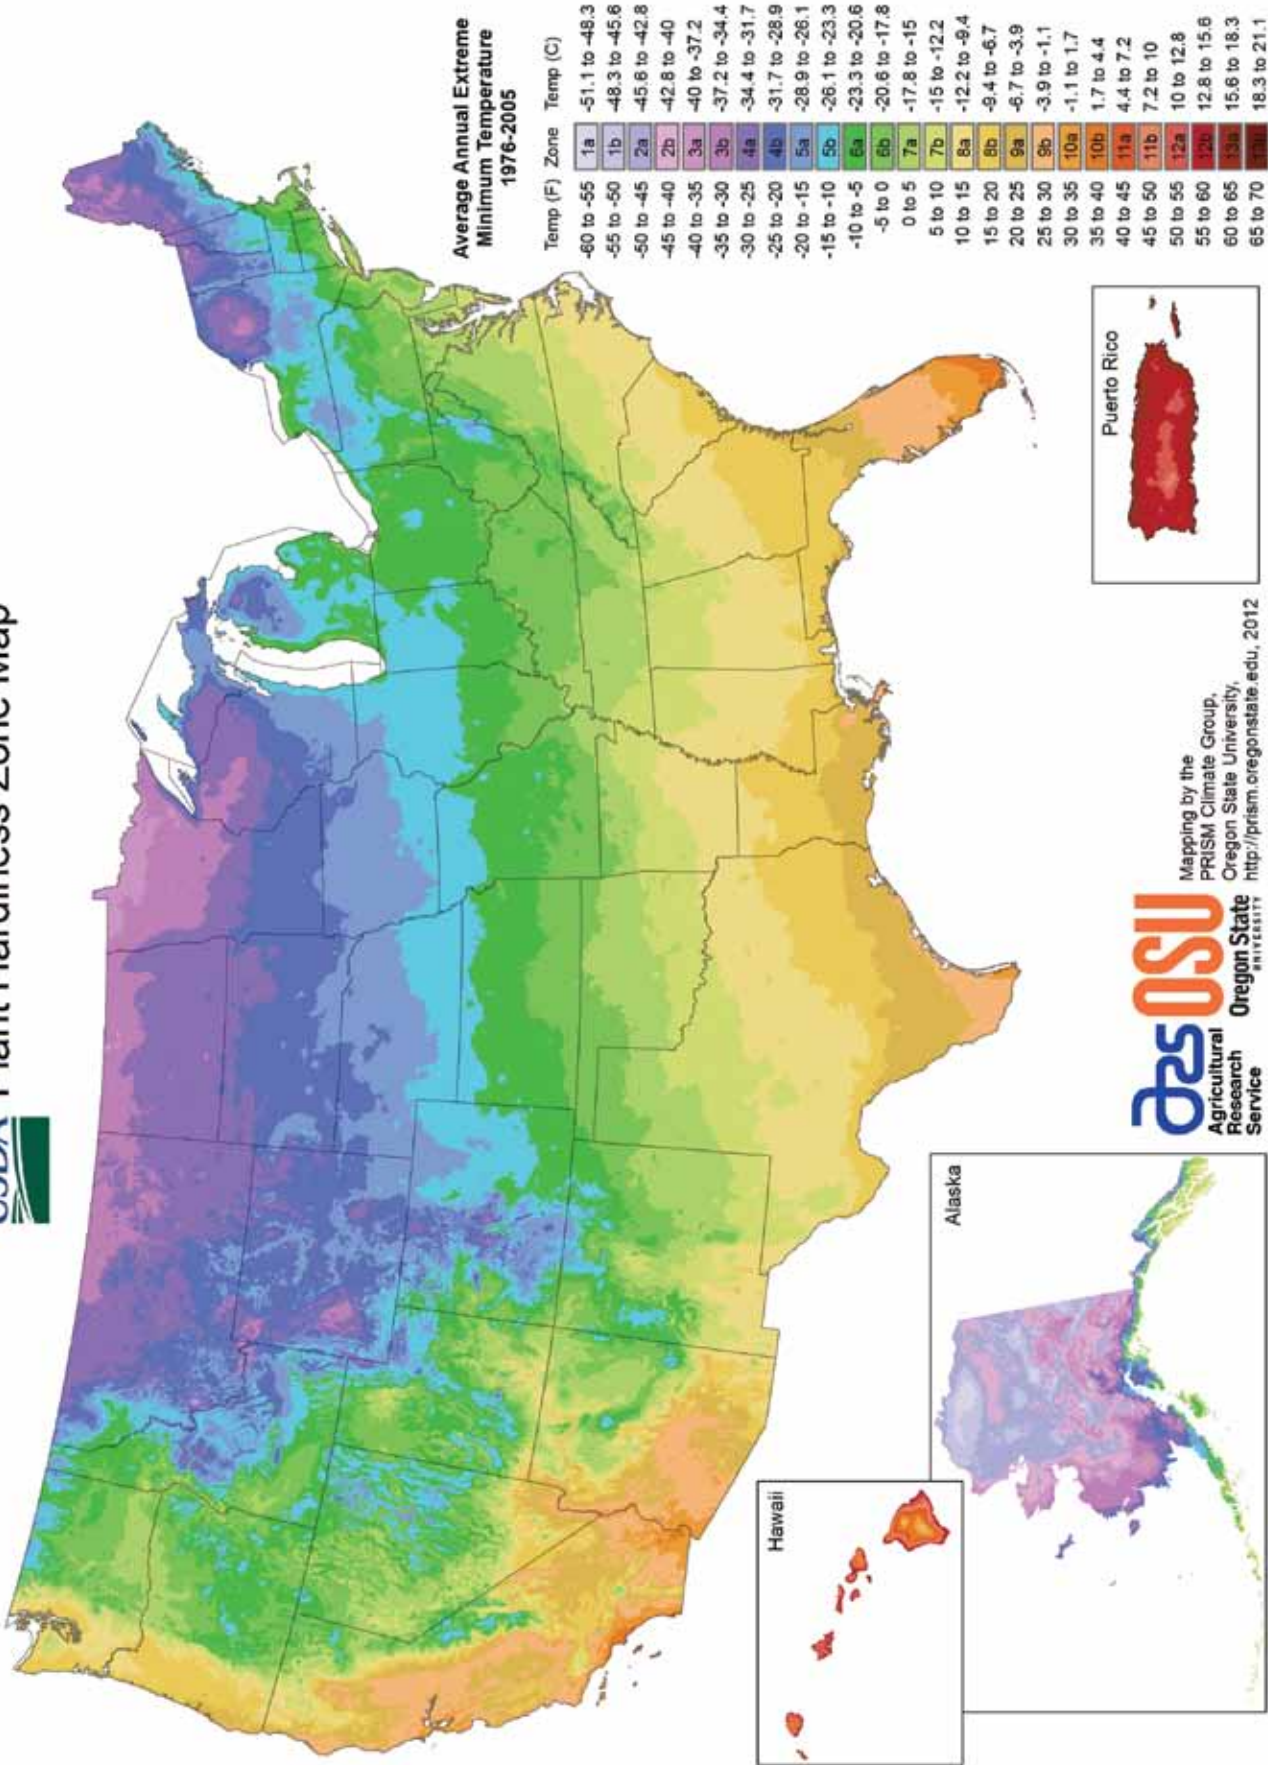 USDA Plant Hardiness Zone Map
Average Annual Extreme
Minimum Temperature
1976-2005
Temp (F) Zone Temp (C)
-60 to -55 1a -51.1 to -48.3
-55 to -50 1b -48.3 to -45.6
-50 to -45 2a -45.6 to -42.8
-45 to -40 2b -42.8 to -40
-40 to -35 3a -40 to -37.2
-35 to -30 3b -37.2 to -34.4
-30 to -25 4a -34.4 to -31.7
-25 to -20 4b -31.7 to -28.9
-20 to -15 5a -28.9 to -26.1
-15 to -10 5b -26.1 to -23.3
-10 to -5 6a -23.3 to -20.6
-5 to 0 6b -20.6 to -17.8
0 to 5 7a -17.8 to -15
5 to 10 7b -15 to -12.2
10 to 15 8a -12.2 to -9.4
15 to 20 8b -9.4 to -6.7
20 to 25 9a -6.7 to -3.9
25 to 30 9b -3.9 to -1.1
30 to 35 10a -1.1 to 1.7
35 to 40 10b 1.7 to 4.4
40 to 45 11a 4.4 to 7.2
45 to 50 11b 7.2 to 10
50 to 55 12a 10 to 12.8
55 to 60 12b 12.8 to 15.6
60 to 65 13a 15.6 to 18.3
65 to 70 13b 18.3 to 21.1
Hawaii
Alaska
Puerto Rico
ars
Agricultural
Research
Service
OSU
Oregon State
UNIVERSITY
Mapping by the
PRISM Climate Group,
Oregon State University,
http://prism.oregonstate.edu, 2012